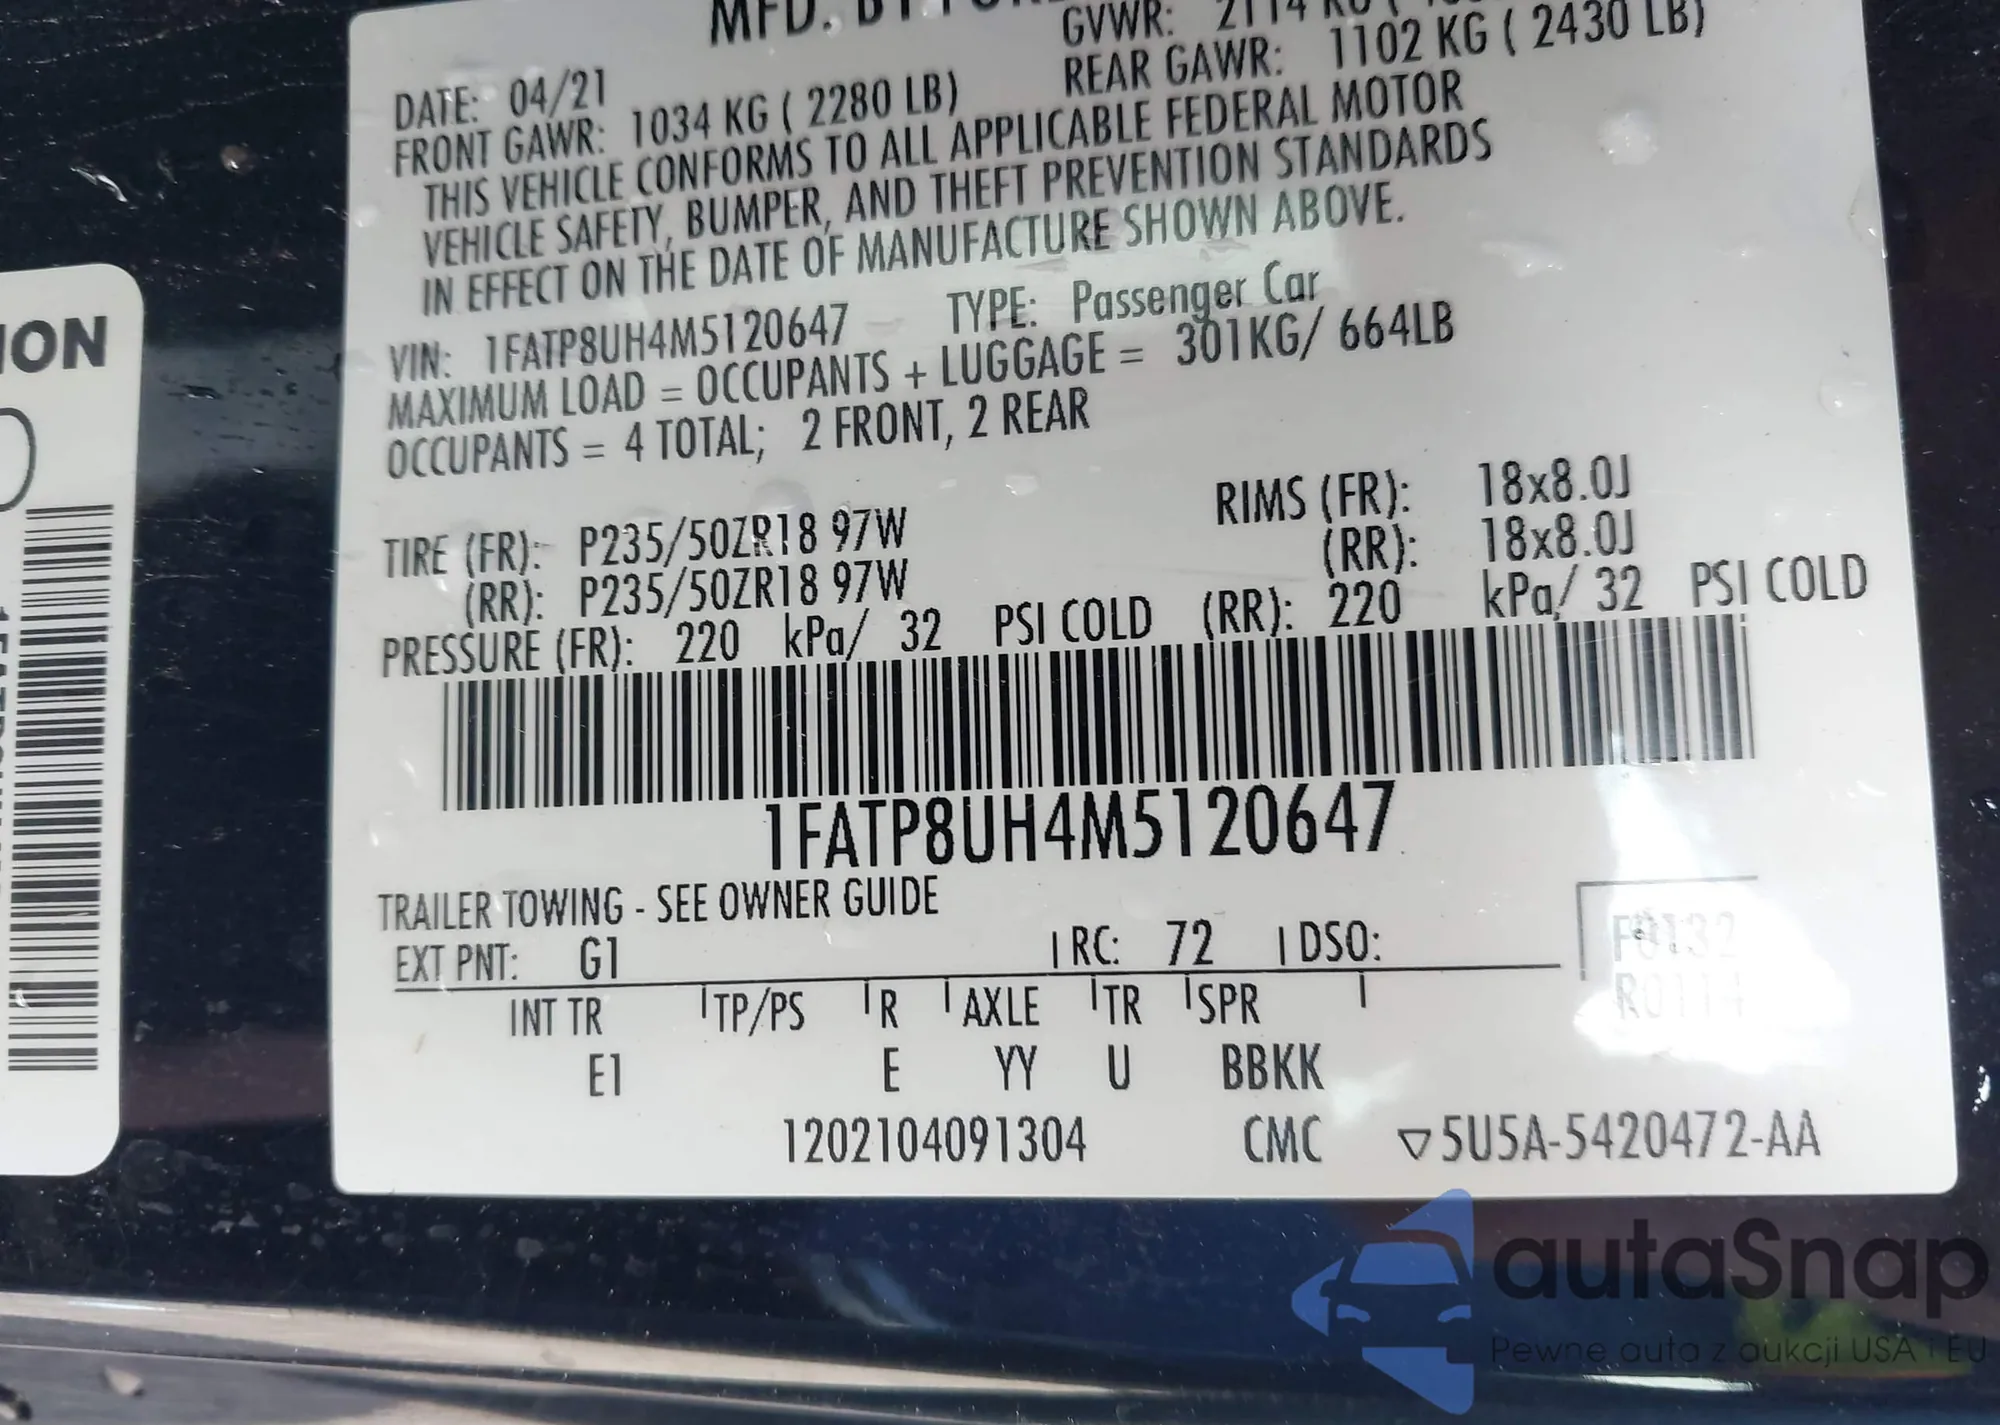 MFD. BY
GVWR: 2114 KG (
DATE: 04/21
REAR GAWR: 1102 KG ( 2430 LB)
FRONT GAWR: 1034 KG ( 2280 LB)
THIS VEHICLE CONFORMS TO ALL APPLICABLE FEDERAL MOTOR
VEHICLE SAFETY, BUMPER, AND THEFT PREVENTION STANDARDS
IN EFFECT ON THE DATE OF MANUFACTURE SHOWN ABOVE.
VIN: 1FATP8UH4M5120647 TYPE: Passenger Car
MAXIMUM LOAD = OCCUPANTS + LUGGAGE = 301KG/ 664LB
OCCUPANTS = 4 TOTAL; 2 FRONT, 2 REAR
TIRE (FR): P235/50ZR18 97W RIMS (FR): 18x8.0J
(RR): P235/50ZR18 97W (RR): 18x8.0J
PRESSURE (FR): 220 kPa/ 32 PSI COLD (RR): 220 kPa/ 32 PSI COLD
1FATP8UH4M5120647
TRAILER TOWING - SEE OWNER GUIDE
EXT PNT: G1 RC: 72 DSO:
F0132
R0114
INT TR TP/PS R AXLE TR SPR
E1 E YY U BBKK
1202104091304 CMC ▽5U5A-5420472-AA
ION
autaSnap
Pewne auta z aukcji USA i EU